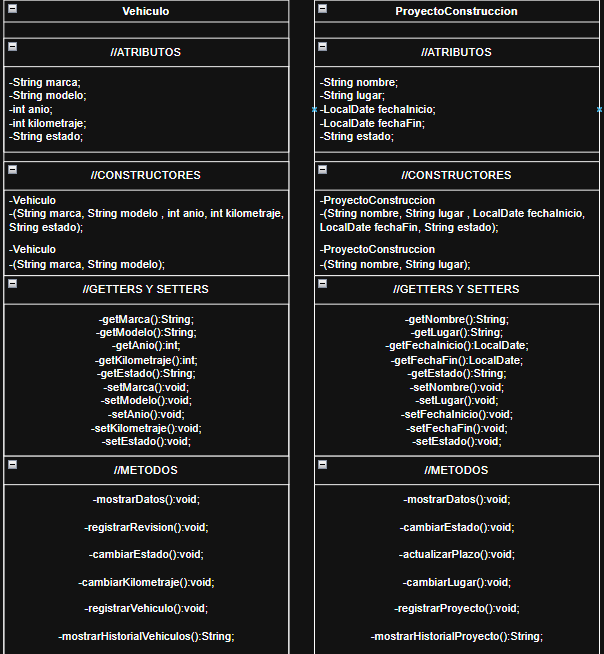 Vehiculo
//ATRIBUTOS
-String marca;
-String modelo;
-int anio;
-int kilometraje;
-String estado;
//CONSTRUCTORES
-Vehiculo
-(String marca, String modelo , int anio, int kilometraje,
String estado);
-Vehiculo
-(String marca, String modelo);
//GETTERS Y SETTERS
-getMarca():String;
-getModelo():String;
-getAnio():int;
-getKilometraje():int;
-getEstado():String;
-setMarca():void;
-setModelo():void;
-setAnio():void;
-setKilometraje():void;
-setEstado():void;
//METODOS
-mostrarDatos():void;
-registrarRevision():void;
-cambiarEstado():void;
-cambiarKilometraje():void;
-registrarVehiculo():void;
-mostrarHistorialVehiculos():String;
ProyectoConstruccion
//ATRIBUTOS
-String nombre;
-String lugar;
-LocalDate fechaInicio;
-LocalDate fechaFin;
-String estado;
//CONSTRUCTORES
-ProyectoConstruccion
-(String nombre, String lugar , LocalDate fechaInicio,
LocalDate fechaFin, String estado);
-ProyectoConstruccion
-(String nombre, String lugar);
//GETTERS Y SETTERS
-getNombre():String;
-getLugar():String;
-getFechaInicio():LocalDate;
-getFechaFin():LocalDate;
-getEstado():String;
-setNombre():void;
-setLugar():void;
-setFechaInicio():void;
-setFechaFin():void;
-setEstado():void;
//METODOS
-mostrarDatos():void;
-cambiarEstado():void;
-actualizarPlazo():void;
-cambiarLugar():void;
-registrarProyecto():void;
-mostrarHistorialProyecto():String;